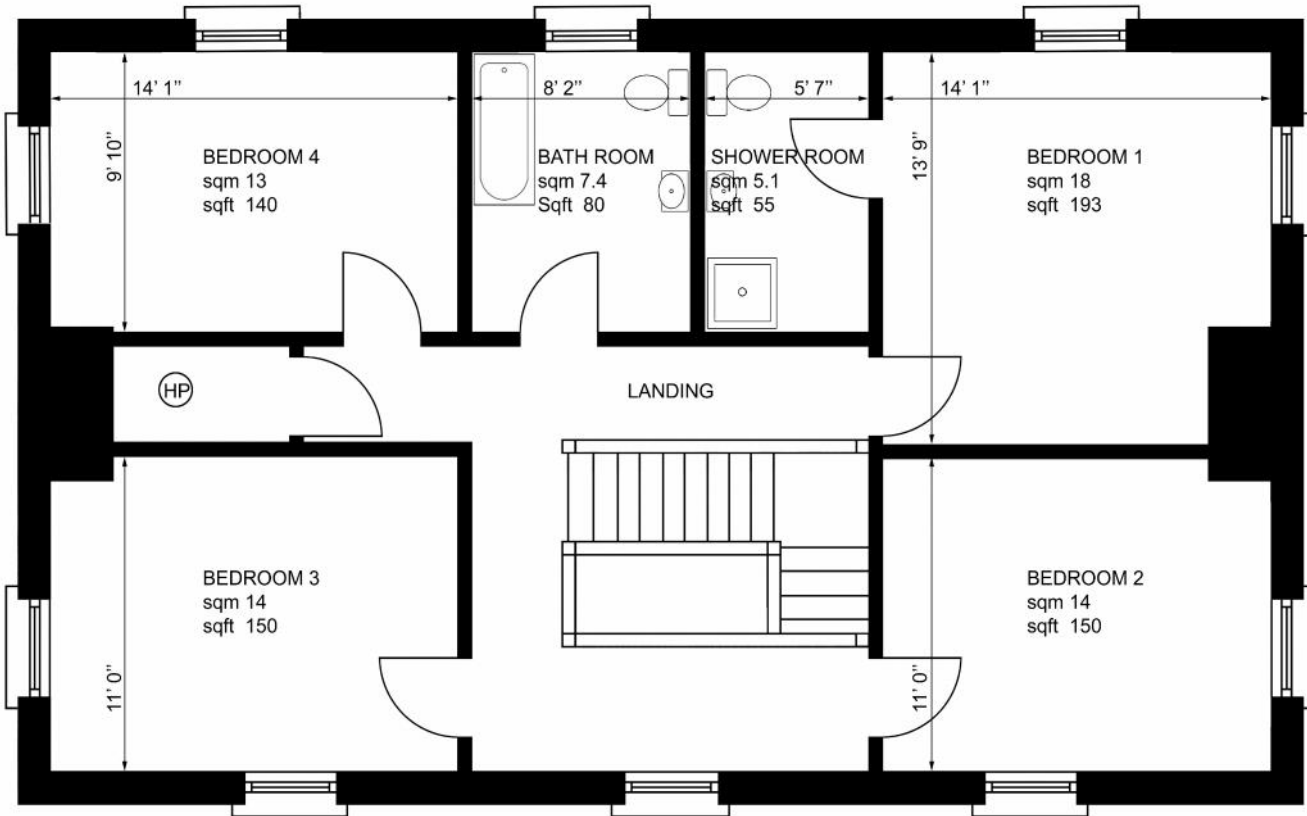 14' 1"
8' 2"
5' 7"
14' 1"
9' 10"
BEDROOM 4
sqm 13
sqft 140
BATH ROOM
sqm 7.4
Sqft 80
SHOWER ROOM
sqm 5.1
sqft 55
13' 9"
BEDROOM 1
sqm 18
sqft 193
HP
LANDING
BEDROOM 3
sqm 14
sqft 150
11' 0"
BEDROOM 2
sqm 14
sqft 150
11' 0"